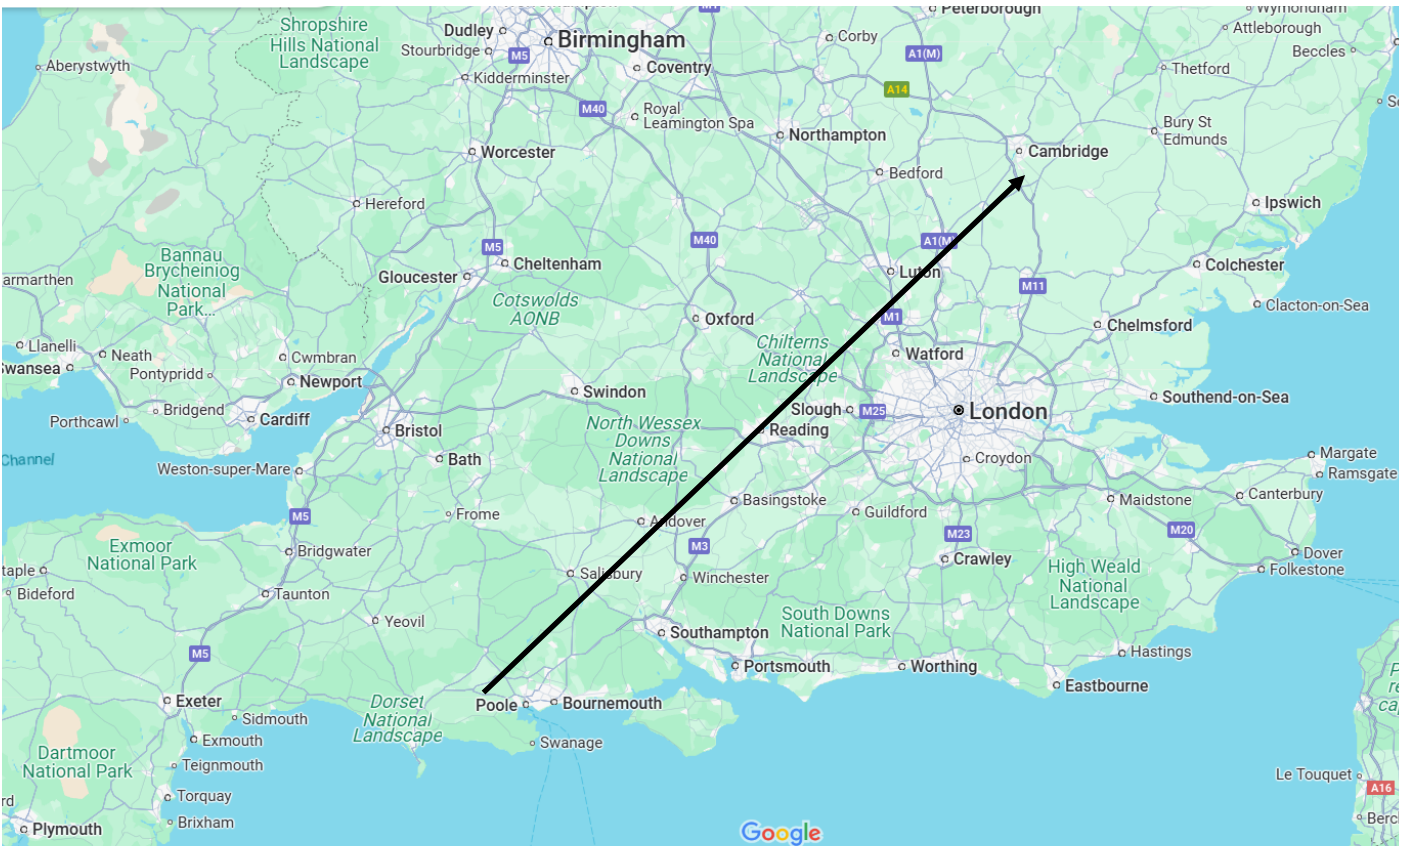 Peterborough
Wymondham
Attleborough
Beccles
Shropshire
Hills National
Landscape
Dudley
Stourbridge
M5
Birmingham
Corby
A1(M)
Aberystwyth
Kidderminster
Coventry
Thetford
A14
M40
Royal
Leamington Spa
Northampton
Bury St
Edmunds
Worcester
Cambridge
Bedford
Hereford
Ipswich
M5
M40
A1(M)
Bannau
Brycheiniog
National
Park...
Cheltenham
Gloucester
Luton
Colchester
armarthen
M11
Cotswolds
AONB
Clacton-on-Sea
Oxford
M1
Chelmsford
Llanelli
Neath
Cwmbran
Chilterns
National
Landscape
Watford
Swansea
Pontypridd
Newport
Swindon
Southend-on-Sea
Bridgend
Porthcawl
Cardiff
Slough
M25
London
Bristol
North Wessex
Downs
National
Landscape
Reading
Channel
Weston-super-Mare
Bath
Croydon
Margate
Ramsgate
Basingstoke
Maidstone
Canterbury
Frome
M5
Andover
Guildford
M23
M20
Exmoor
National Park
Bridgwater
M3
Crawley
Dover
Folkestone
taple
Bideford
Salisbury
Winchester
High Weald
National
Landscape
Taunton
Yeovil
Southampton
South Downs
National Park
M5
Portsmouth
Worthing
Hastings
Eastbourne
Exeter
Dorset
National
Landscape
Poole
Bournemouth
Sidmouth
Exmouth
Swanage
Dartmoor
National Park
Teignmouth
Le Touquet
A16
Torquay
Brixham
Plymouth
Berc
Google